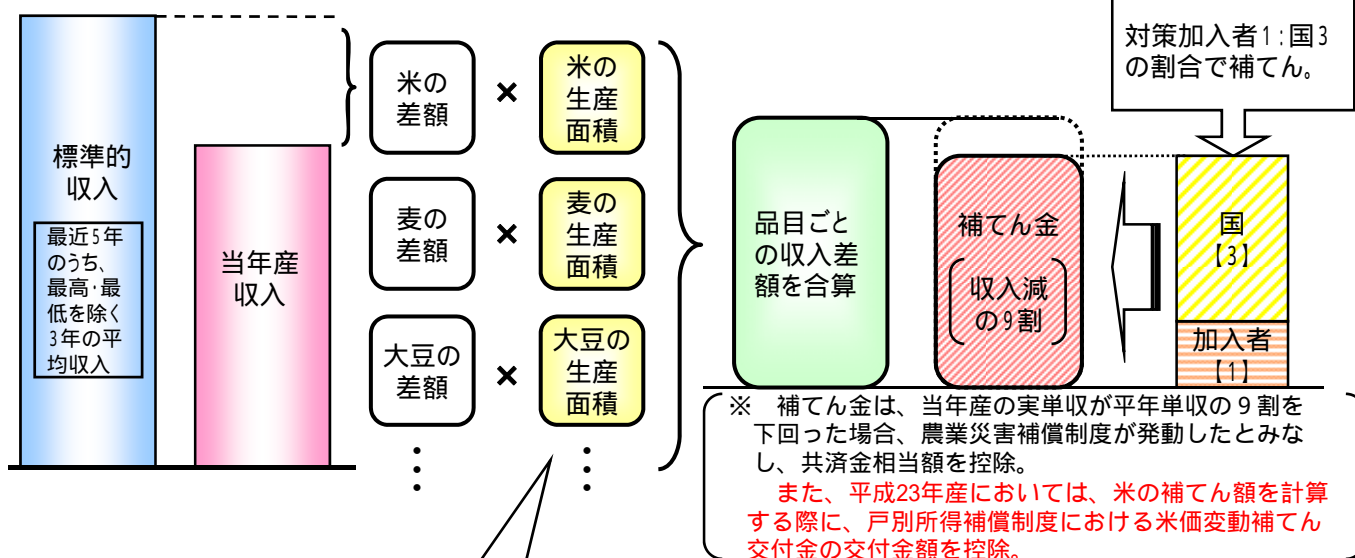 標準的
収入
最近5年
のうち、
最高・最
低を除く
3年の平
均収入
当年産
収入
米の
差額
×
米の
生産
面積
麦の
差額
×
麦の
生産
面積
大豆の
差額
×
大豆の
生産
面積
品目ごと
の収入差
額を合算
補てん金
収入減
の9割
対策加入者1:国3
の割合で補てん。
国
【3】
加入者
【1】
※ 補てん金は、当年産の実単収が平年単収の9割を
下回った場合、農業災害補償制度が発動したとみな
し、共済金相当額を控除。
また、平成23年産においては、米の補てん額を計算
する際に、戸別所得補償制度における米価変動補てん
交付金の交付金額を控除。